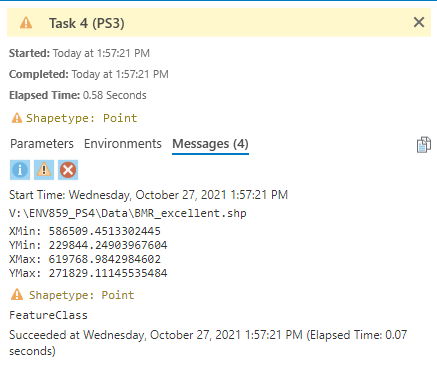 Task 4 (PS3)
Started: Today at 1:57:21 PM
Completed: Today at 1:57:21 PM
Elapsed Time: 0.58 Seconds
Shapetype: Point
Parameters Environments Messages (4)
Start Time: Wednesday, October 27, 2021 1:57:21 PM
V:\ENV859_PS4\Data\BMR_excellent.shp
XMin: 586509.4513302445
YMin: 229844.24903967604
XMax: 619768.9842984602
YMax: 271829.11145535484
Shapetype: Point
FeatureClass
Succeeded at Wednesday, October 27, 2021 1:57:21 PM (Elapsed Time: 0.07
seconds)